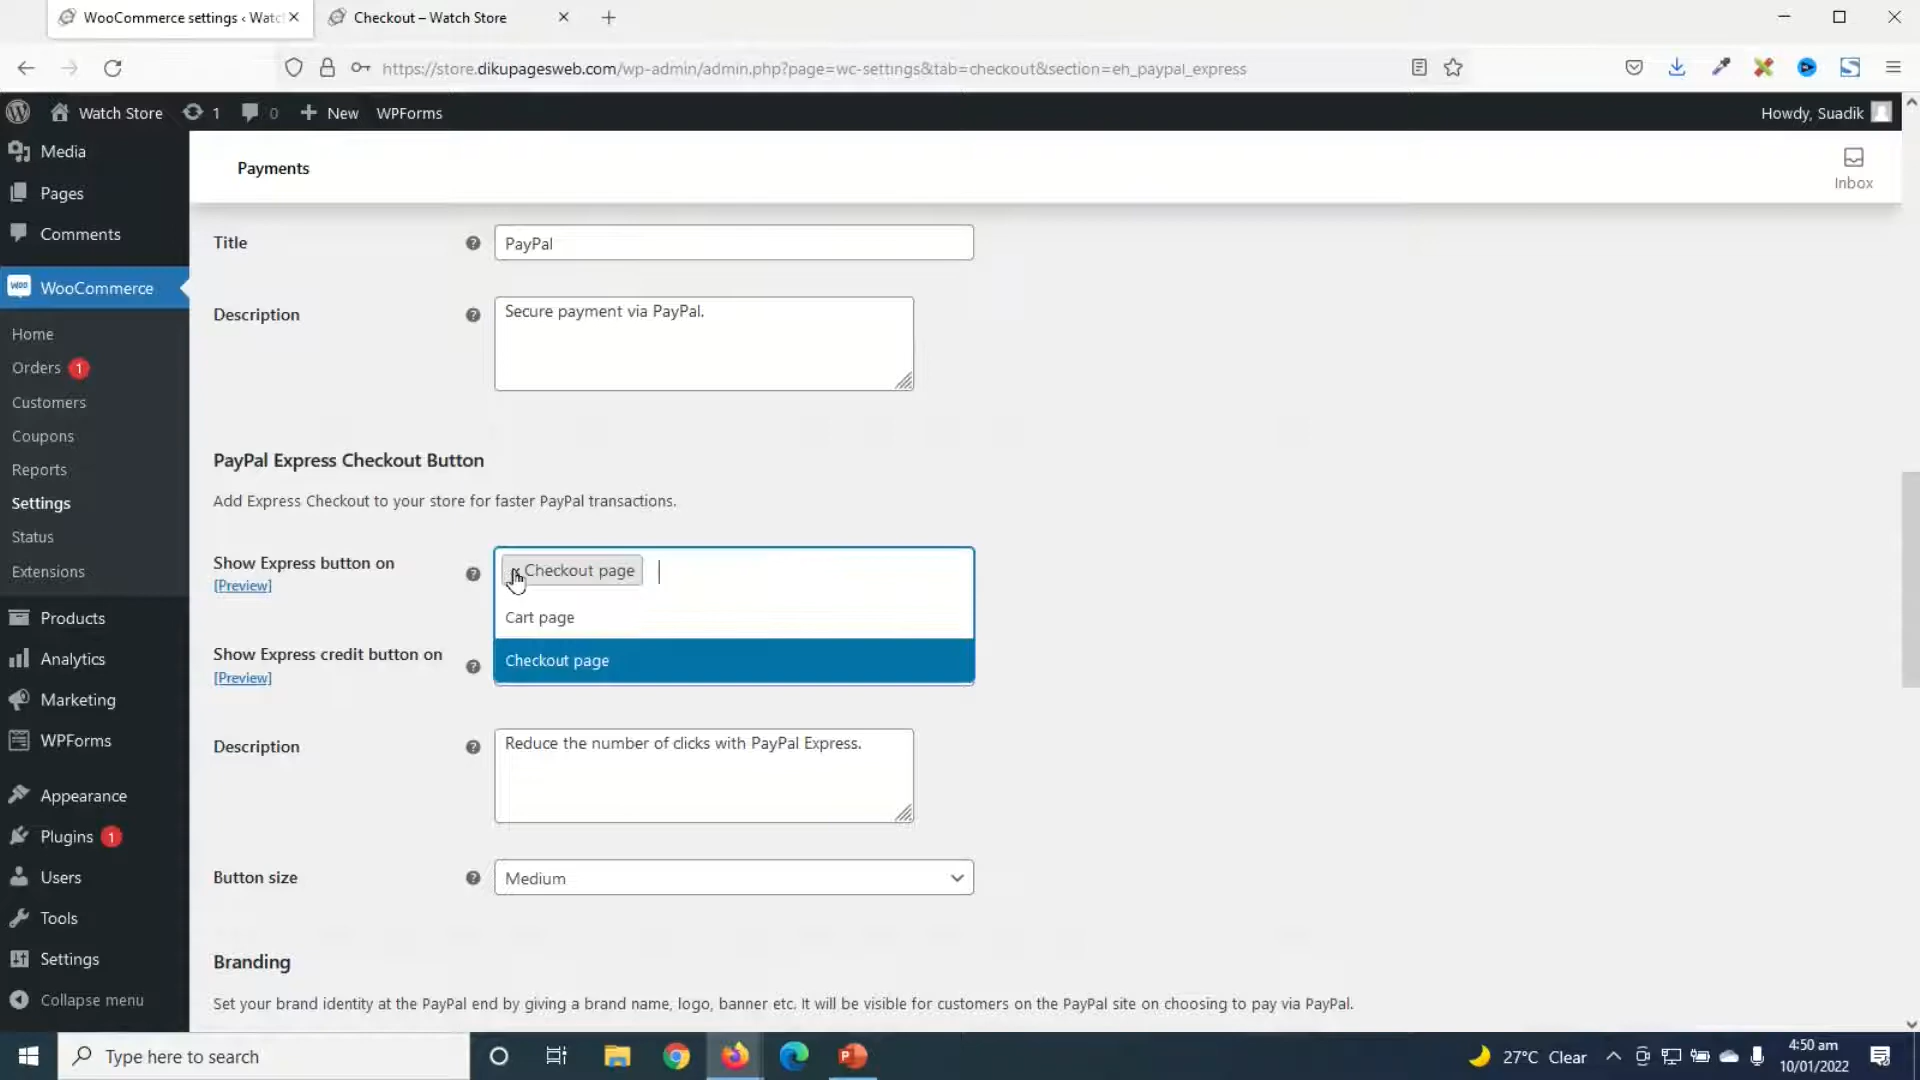 WooCommerce settings ‹ Watc
Checkout – Watch Store
https://store.dikupagesweb.com/wp-admin/admin.php?page=wc-settings&tab=checkout&section=eh_paypal_express
Watch Store 1 0 New WPForms Howdy, Suadik
Media
Pages
Comments
WooCommerce
Home
Orders 1
Customers
Coupons
Reports
Settings
Status
Extensions
Products
Analytics
Marketing
WPForms
Appearance
Plugins 1
Users
Tools
Settings
Collapse menu
Payments
Inbox
Title
PayPal
Description
Secure payment via PayPal.
PayPal Express Checkout Button
Add Express Checkout to your store for faster PayPal transactions.
Show Express button on
[Preview]
Checkout page
Cart page
Checkout page
Show Express credit button on
[Preview]
Description
Reduce the number of clicks with PayPal Express.
Button size
Medium
Branding
Set your brand identity at the PayPal end by giving a brand name, logo, banner etc. It will be visible for customers on the PayPal site on choosing to pay via PayPal.
Type here to search
27°C Clear
4:50 am
10/01/2022